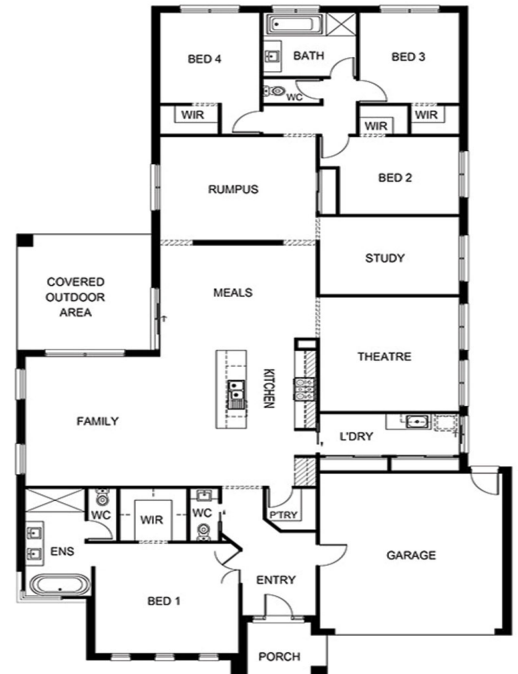 BED 4
BATH
BED 3
WC
WIR
WIR
WIR
BED 2
RUMPUS
STUDY
COVERED
OUTDOOR
AREA
MEALS
THEATRE
KITCHEN
FAMILY
L'DRY
WC
WIR
WC
P'TRY
ENS
GARAGE
ENTRY
BED 1
PORCH